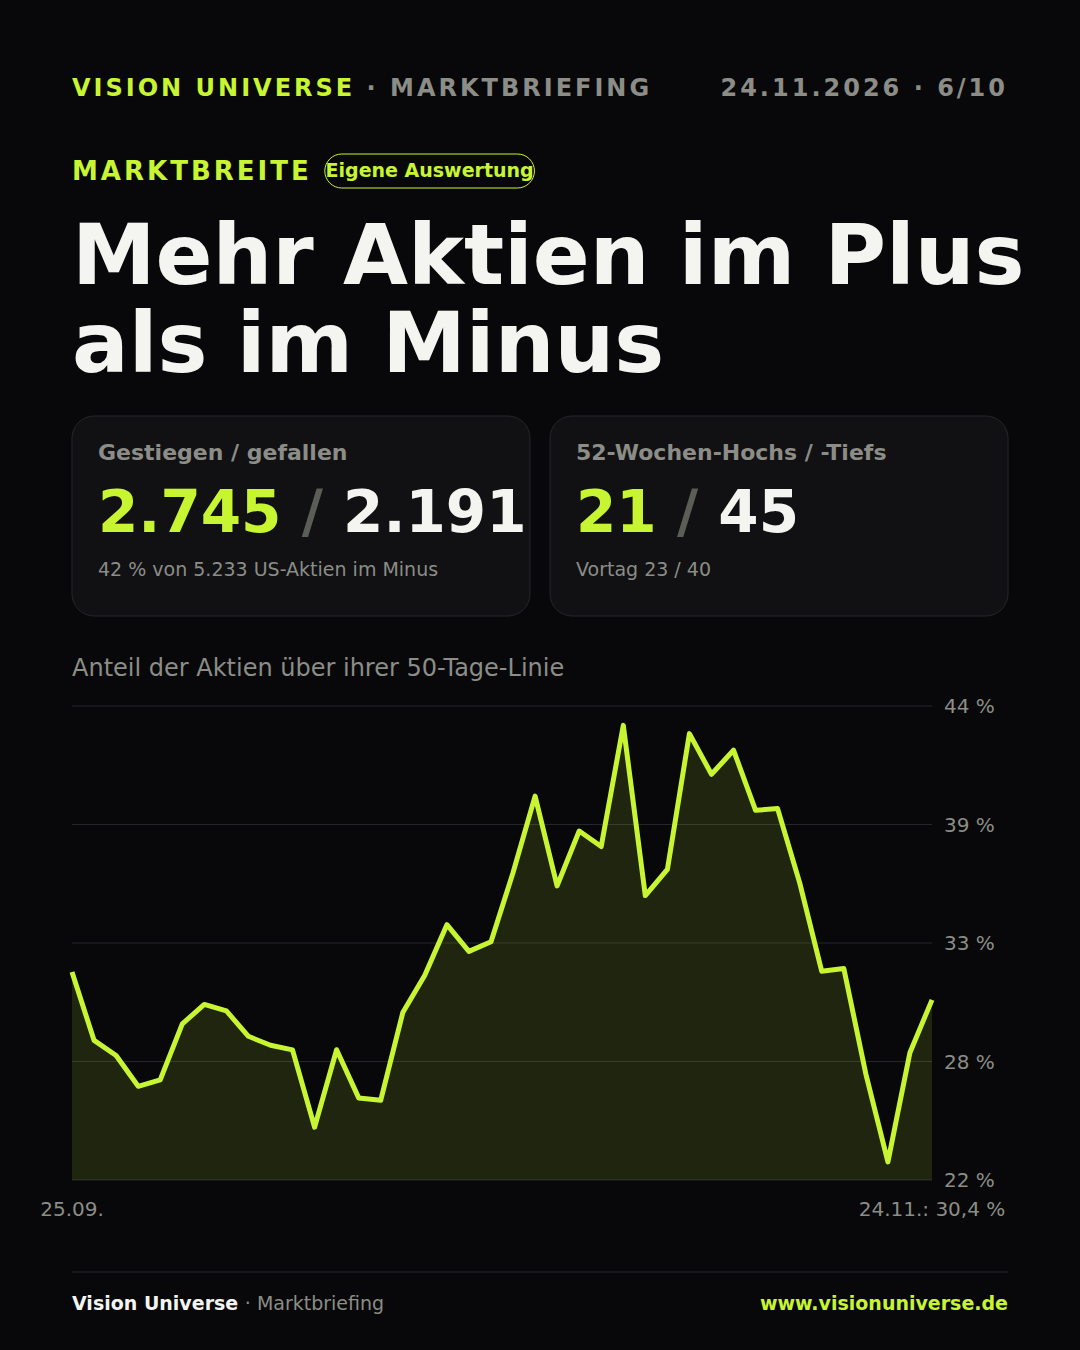 VISION UNIVERSE · MARKTBRIEFING 24.11.2026 · 6/10
MARKTBREITE Eigene Auswertung
Mehr Aktien im Plus
als im Minus
Gestiegen / gefallen
2.745 / 2.191
42 % von 5.233 US-Aktien im Minus
52-Wochen-Hochs / -Tiefs
21 / 45
Vortag 23 / 40
Anteil der Aktien über ihrer 50-Tage-Linie
44 %
39 %
33 %
28 %
22 %
25.09. 24.11.: 30,4 %
Vision Universe · Marktbriefing www.visionuniverse.de